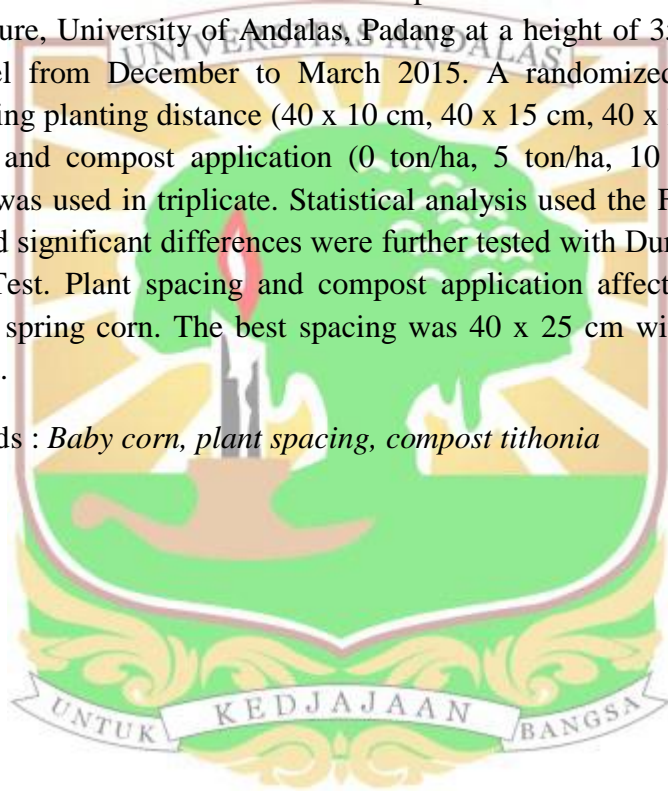 ure, University of Andalas, Padang at a height of 3
UNIVERSITAS ANDALAS
el from December to March 2015. A randomized
ing planting distance (40 x 10 cm, 40 x 15 cm, 40 x
and compost application (0 ton/ha, 5 ton/ha, 10
was used in triplicate. Statistical analysis used the F
d significant differences were further tested with Du
Test. Plant spacing and compost application affect
spring corn. The best spacing was 40 x 25 cm wi
.
ds : Baby corn, plant spacing, compost tithonia
UNTUK KEDJAJAAN BANGSA